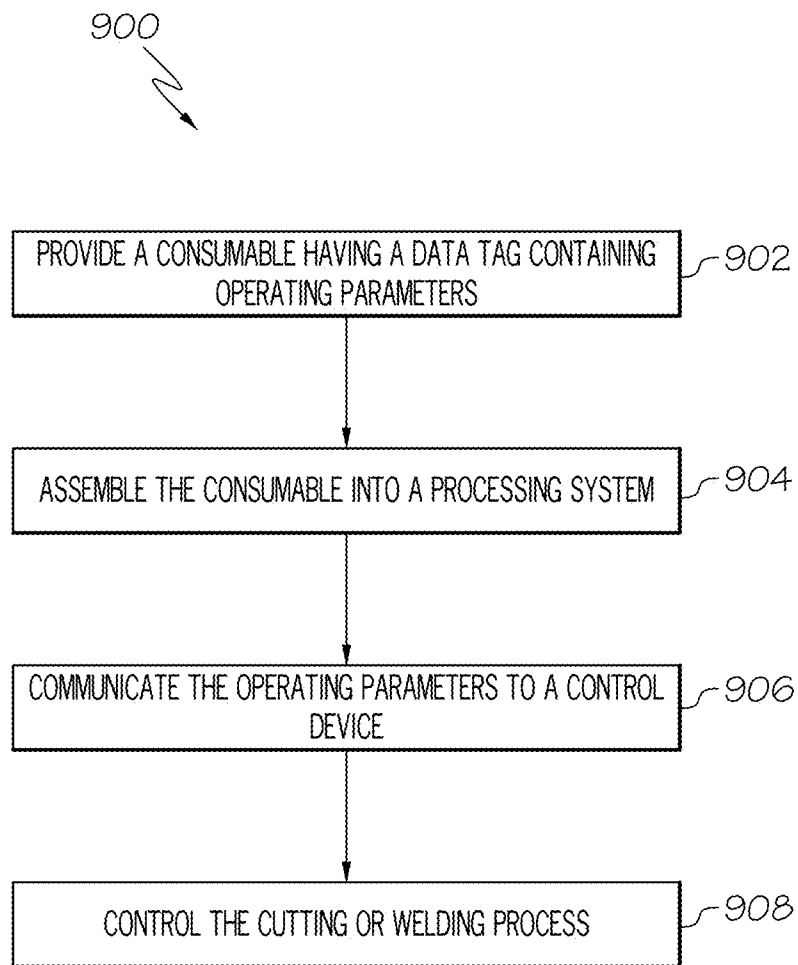 900
PROVIDE A CONSUMABLE HAVING A DATA TAG CONTAINING
OPERATING PARAMETERS
902
ASSEMBLE THE CONSUMABLE INTO A PROCESSING SYSTEM
904
COMMUNICATE THE OPERATING PARAMETERS TO A CONTROL
DEVICE
906
CONTROL THE CUTTING OR WELDING PROCESS
908